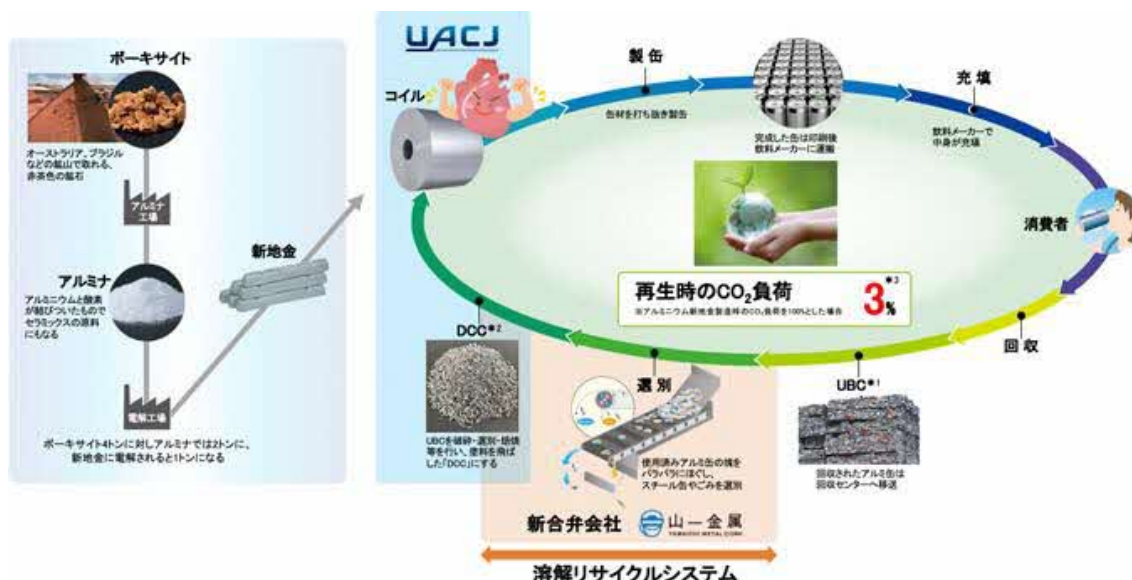 ボーキサイト
オーストラリア、ブラジル
などの鉱山で取れる、
赤茶色の鉱石
アルミナ
工場
アルミナ
アルミニウムと酸素
が結びついたもので
セラミックスの原料
にもなる
電解工場
ボーキサイト4トンに対しアルミナでは2トンに、
新地金に電解されると1トンになる
新地金
UACJ
コイル
製缶
缶材を打ち抜き製缶
完成した缶は印刷後
飲料メーカーに運搬
充填
飲料メーカーで
中身が充填
消費者
再生時のCO₂負荷 3%*3
※アルミニウム新地金製造時のCO₂負荷を100%とした場合
回収
UBC*1
回収されたアルミ缶は
回収センターへ移送
選別
使用済みアルミ缶の塊を
バラバラにほぐし、
スチール缶やごみを選別
DCC*2
UBCを破砕・選別・焙焼
等を行い、塗料を飛ば
した「DCC」にする
新合弁会社
山一金属
YAMAICHI METAL
溶解リサイクルシステム